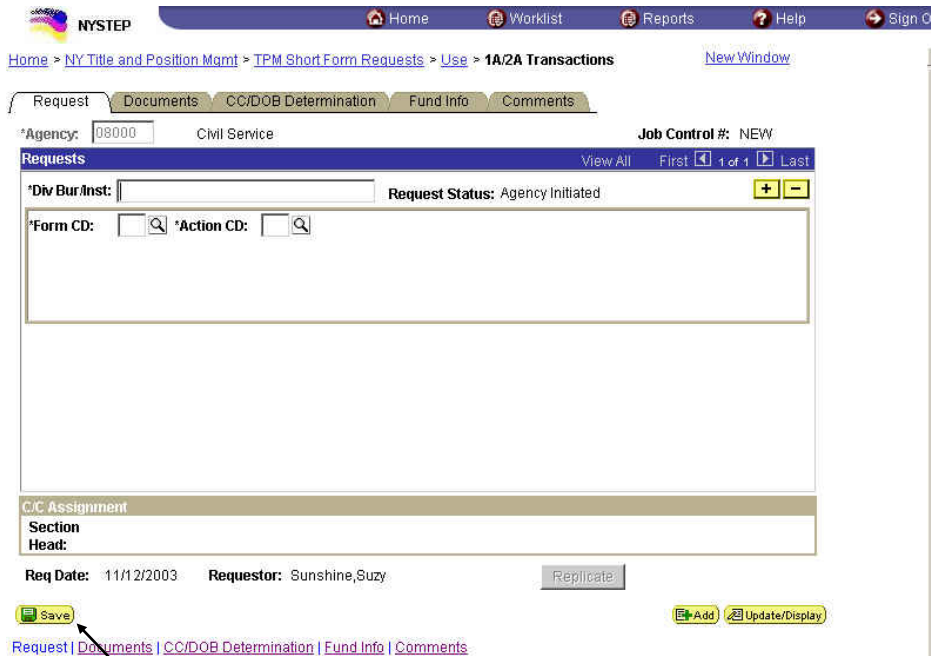 NYSTEP Home Worklist Reports Help Sign O
Home > NY Title and Position Mgmt > TPM Short Form Requests > Use > 1A/2A Transactions New Window
Request Documents CC/DOB Determination Fund Info Comments
*Agency: 08000 Civil Service Job Control #: NEW
Requests View All First 1 of 1 Last
*Div Bur/Inst: Request Status: Agency Initiated + -
*Form CD: *Action CD:
C/C Assignment
Section
Head:
Req Date: 11/12/2003 Requestor: Sunshine,Suzy Replicate
Save Add Update/Display
Request | Documents | CC/DOB Determination | Fund Info | Comments